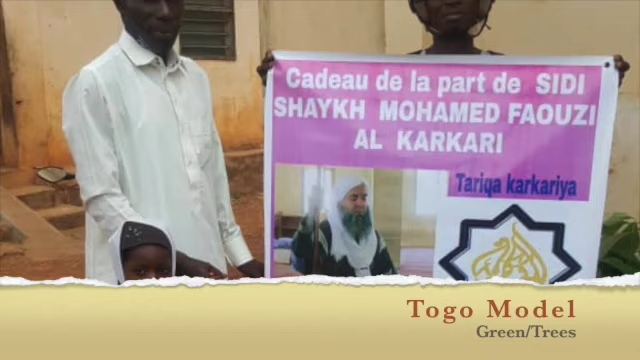 Cadeau de la part de SIDI
SHAYKH MOHAMED FAOUZI
AL KARKARI
Tariqa karkariya
Togo Model
Green/Trees